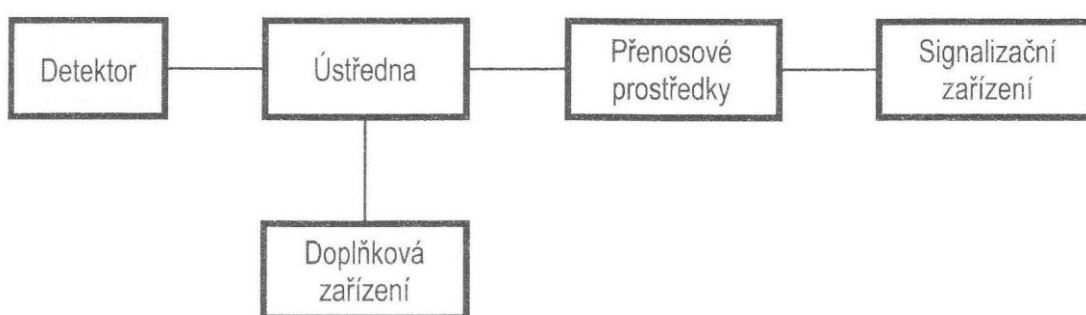 Detektor
Ústředna
Přenosové
prostředky
Signalizační
zařízení
Doplňková
zařízení